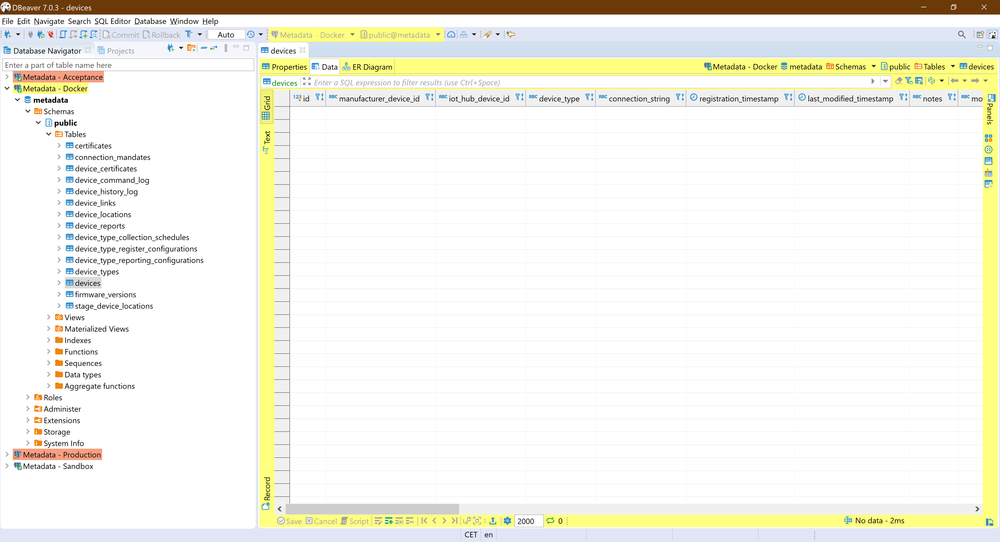 DBeaver 7.0.3 - devices
File Edit Navigate Search SQL Editor Database Window Help
Commit Rollback Auto Metadata - Docker public@metadata
Database Navigator Projects
Enter a part of table name here
Metadata - Acceptance
Metadata - Docker
metadata
Schemas
public
Tables
certificates
connection_mandates
device_certificates
device_command_log
device_history_log
device_links
device_locations
device_reports
device_type_collection_schedules
device_type_register_configurations
device_type_reporting_configurations
device_types
devices
firmware_versions
stage_device_locations
Views
Materialized Views
Indexes
Functions
Sequences
Data types
Aggregate functions
Roles
Administer
Extensions
Storage
System Info
Metadata - Production
Metadata - Sandbox
devices
Properties Data ER Diagram Metadata - Docker metadata Schemas public Tables devices
devices Enter a SQL expression to filter results (use Ctrl+Space)
123 id ABC manufacturer_device_id ABC iot_hub_device_id ABC device_type ABC connection_string registration_timestamp last_modified_timestamp ABC notes ABC mo
Grid
Text
Record
Panels
Save Cancel Script 2000 0 No data - 2ms
CET en